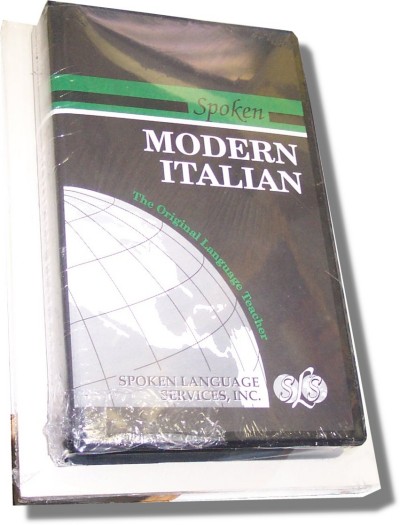 Spoken
MODERN
ITALIAN
The Original Language Teacher
SPOKEN LANGUAGE
SERVICES, INC.
SLS